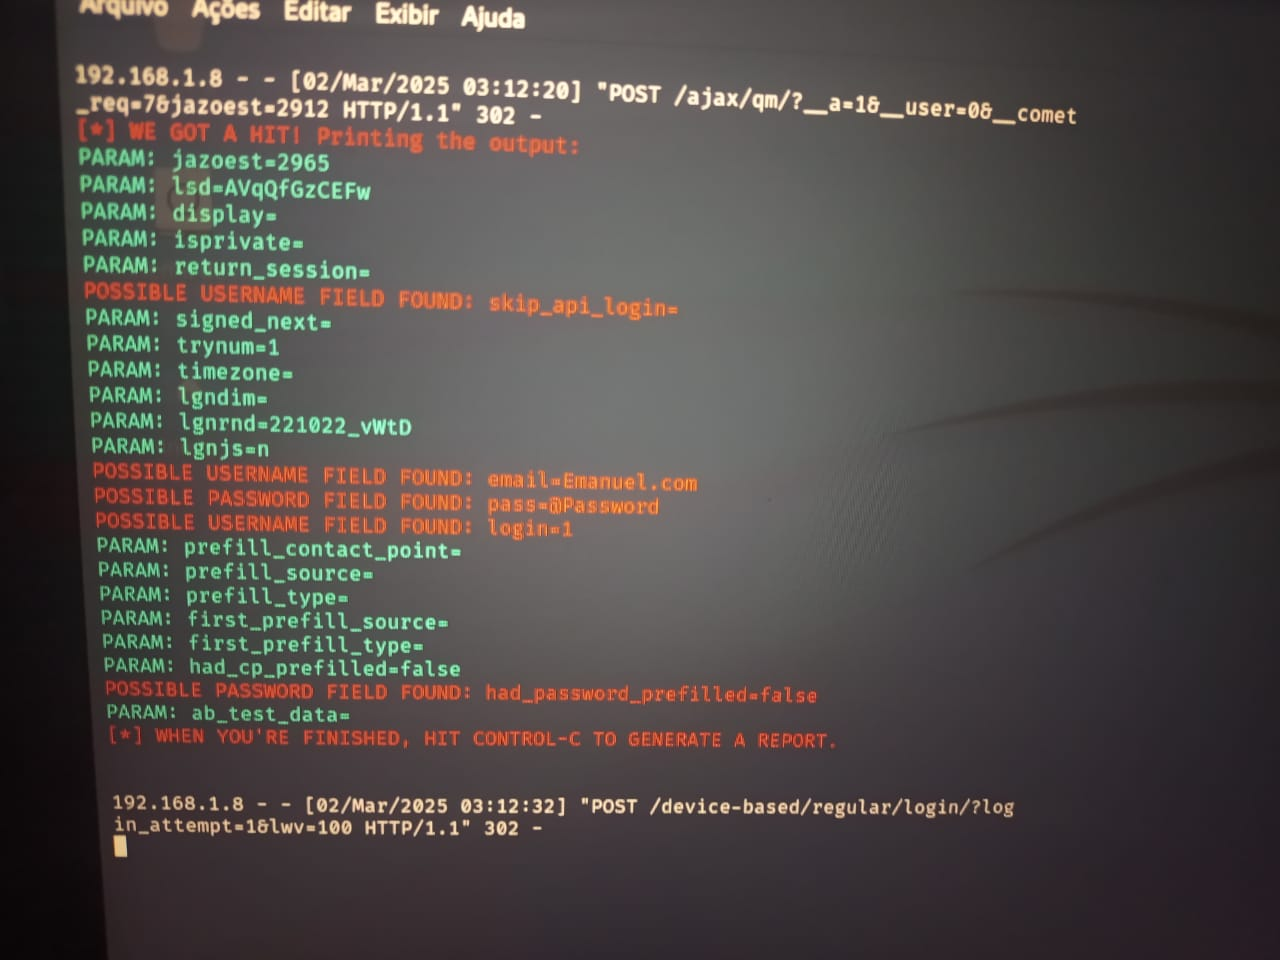 Arquivo Ações Editar Exibir Ajuda
192.168.1.8 - - [02/Mar/2025 03:12:20] "POST /ajax/qm/?__a=1&__user=0&__comet
_req=7&jazoest=2912 HTTP/1.1" 302 -
[*] WE GOT A HIT! Printing the output:
PARAM: jazoest=2965
PARAM: lsd=AVqQfGzCEFw
PARAM: display=
PARAM: isprivate=
PARAM: return_session=
POSSIBLE USERNAME FIELD FOUND: skip_api_login=
PARAM: signed_next=
PARAM: trynum=1
PARAM: timezone=
PARAM: lgndim=
PARAM: lgnrnd=221022_vWtD
PARAM: lgnjs=n
POSSIBLE USERNAME FIELD FOUND: email=Emanuel.com
POSSIBLE PASSWORD FIELD FOUND: pass=@Password
POSSIBLE USERNAME FIELD FOUND: login=1
PARAM: prefill_contact_point=
PARAM: prefill_source=
PARAM: prefill_type=
PARAM: first_prefill_source=
PARAM: first_prefill_type=
PARAM: had_cp_prefilled=false
POSSIBLE PASSWORD FIELD FOUND: had_password_prefilled=false
PARAM: ab_test_data=
[*] WHEN YOU'RE FINISHED, HIT CONTROL-C TO GENERATE A REPORT.
192.168.1.8 - - [02/Mar/2025 03:12:32] "POST /device-based/regular/login/?log
in_attempt=1&lwv=100 HTTP/1.1" 302 -